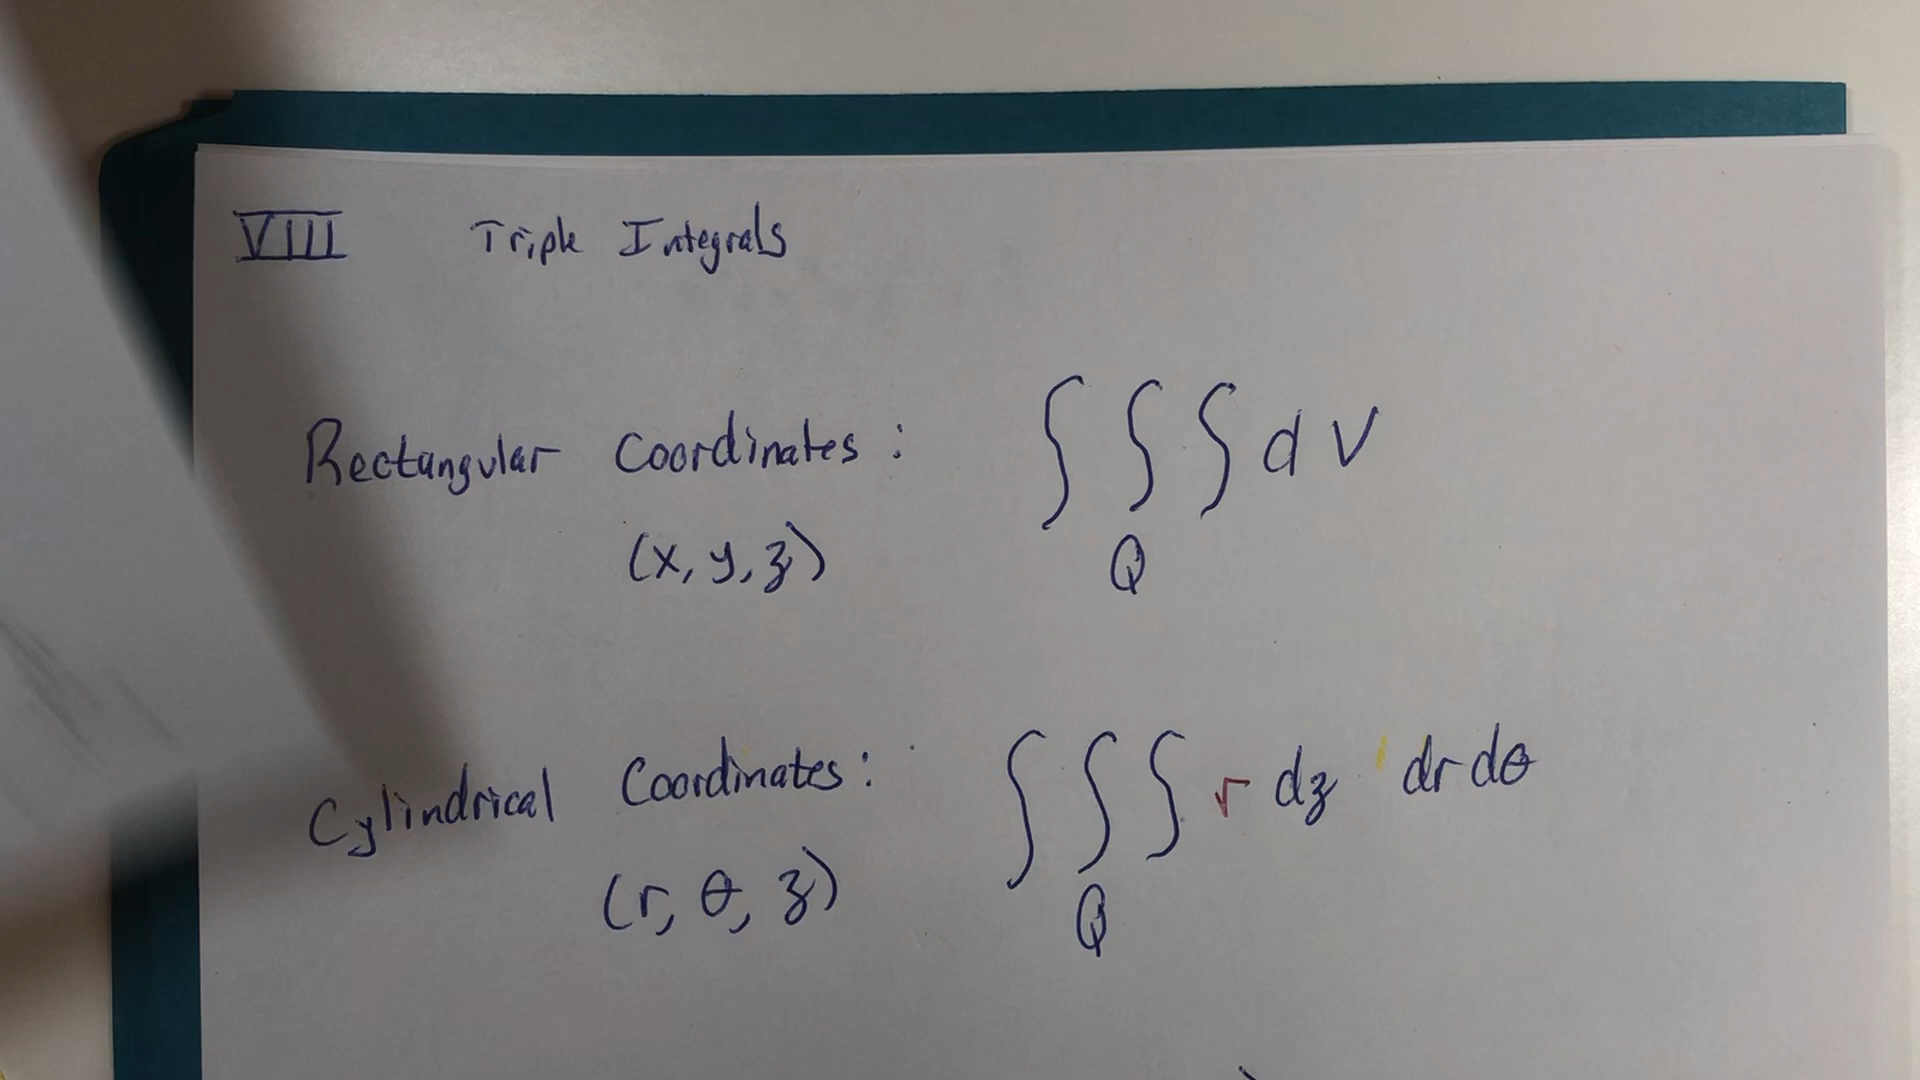 VIII Triple Integrals
Rectangular Coordinates: ∫∫∫ dV
(x, y, z) Q
Cylindrical Coordinates: ∫∫∫ r dz dr dθ
(r, θ, z) Q